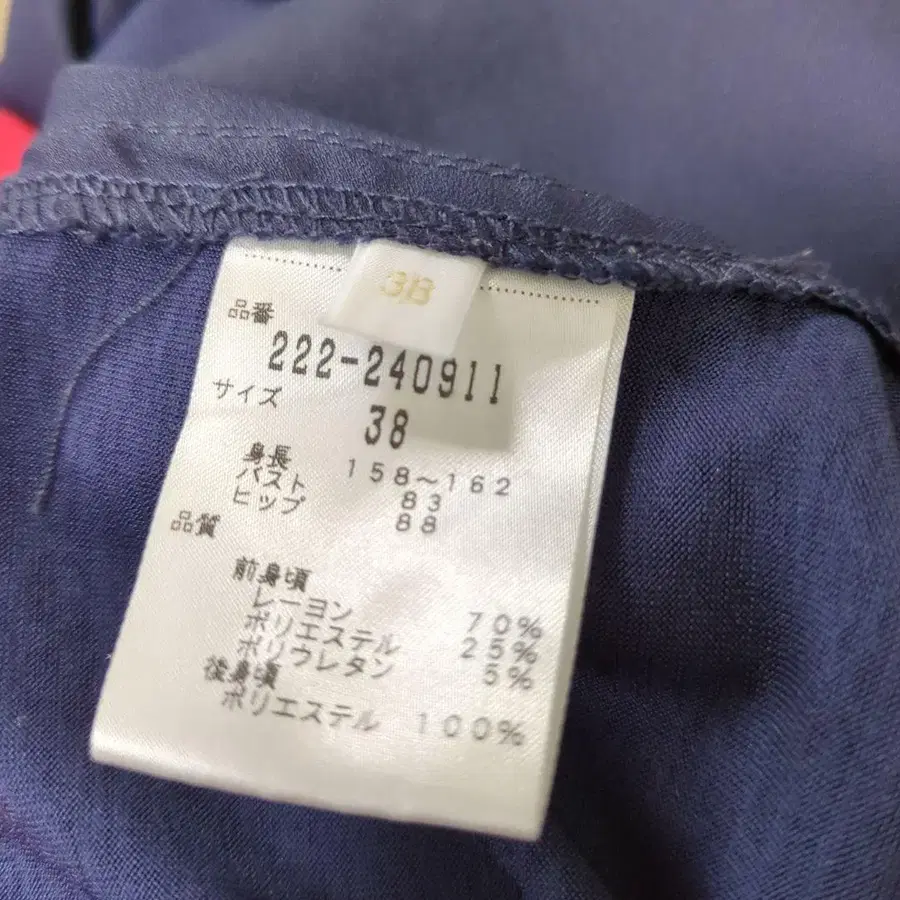 38
品番
222-240911
サイズ
38
身長 158～162
バスト 83
ヒップ 88
品質
前身頃
レーヨン 70%
ポリエステル 25%
ポリウレタン 5%
後身頃
ポリエステル 100%